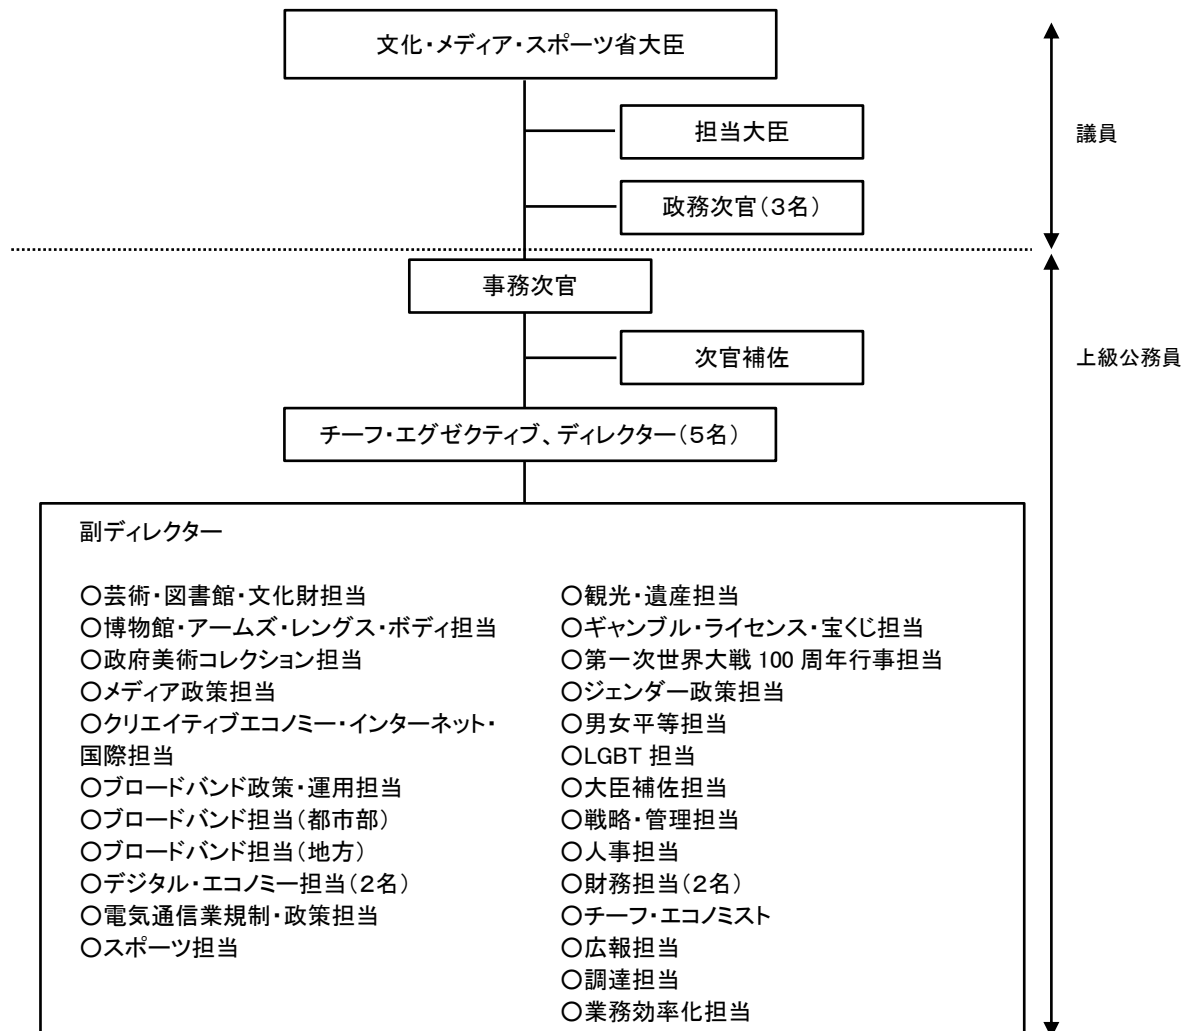 文化・メディア・スポーツ省大臣
担当大臣
議員
政務次官(3名)
事務次官
次官補佐
上級公務員
チーフ・エグゼクティブ、ディレクター(5名)
副ディレクター
○芸術・図書館・文化財担当
○博物館・アームズ・レングス・ボディ担当
○政府美術コレクション担当
○メディア政策担当
○クリエイティブエコノミー・インターネット・
国際担当
○ブロードバンド政策・運用担当
○ブロードバンド担当(都市部)
○ブロードバンド担当(地方)
○デジタル・エコノミー担当(2名)
○電気通信業規制・政策担当
○スポーツ担当
○観光・遺産担当
○ギャンブル・ライセンス・宝くじ担当
○第一次世界大戦 100 周年行事担当
○ジェンダー政策担当
○男女平等担当
○LGBT 担当
○大臣補佐担当
○戦略・管理担当
○人事担当
○財務担当(2名)
○チーフ・エコノミスト
○広報担当
○調達担当
○業務効率化担当